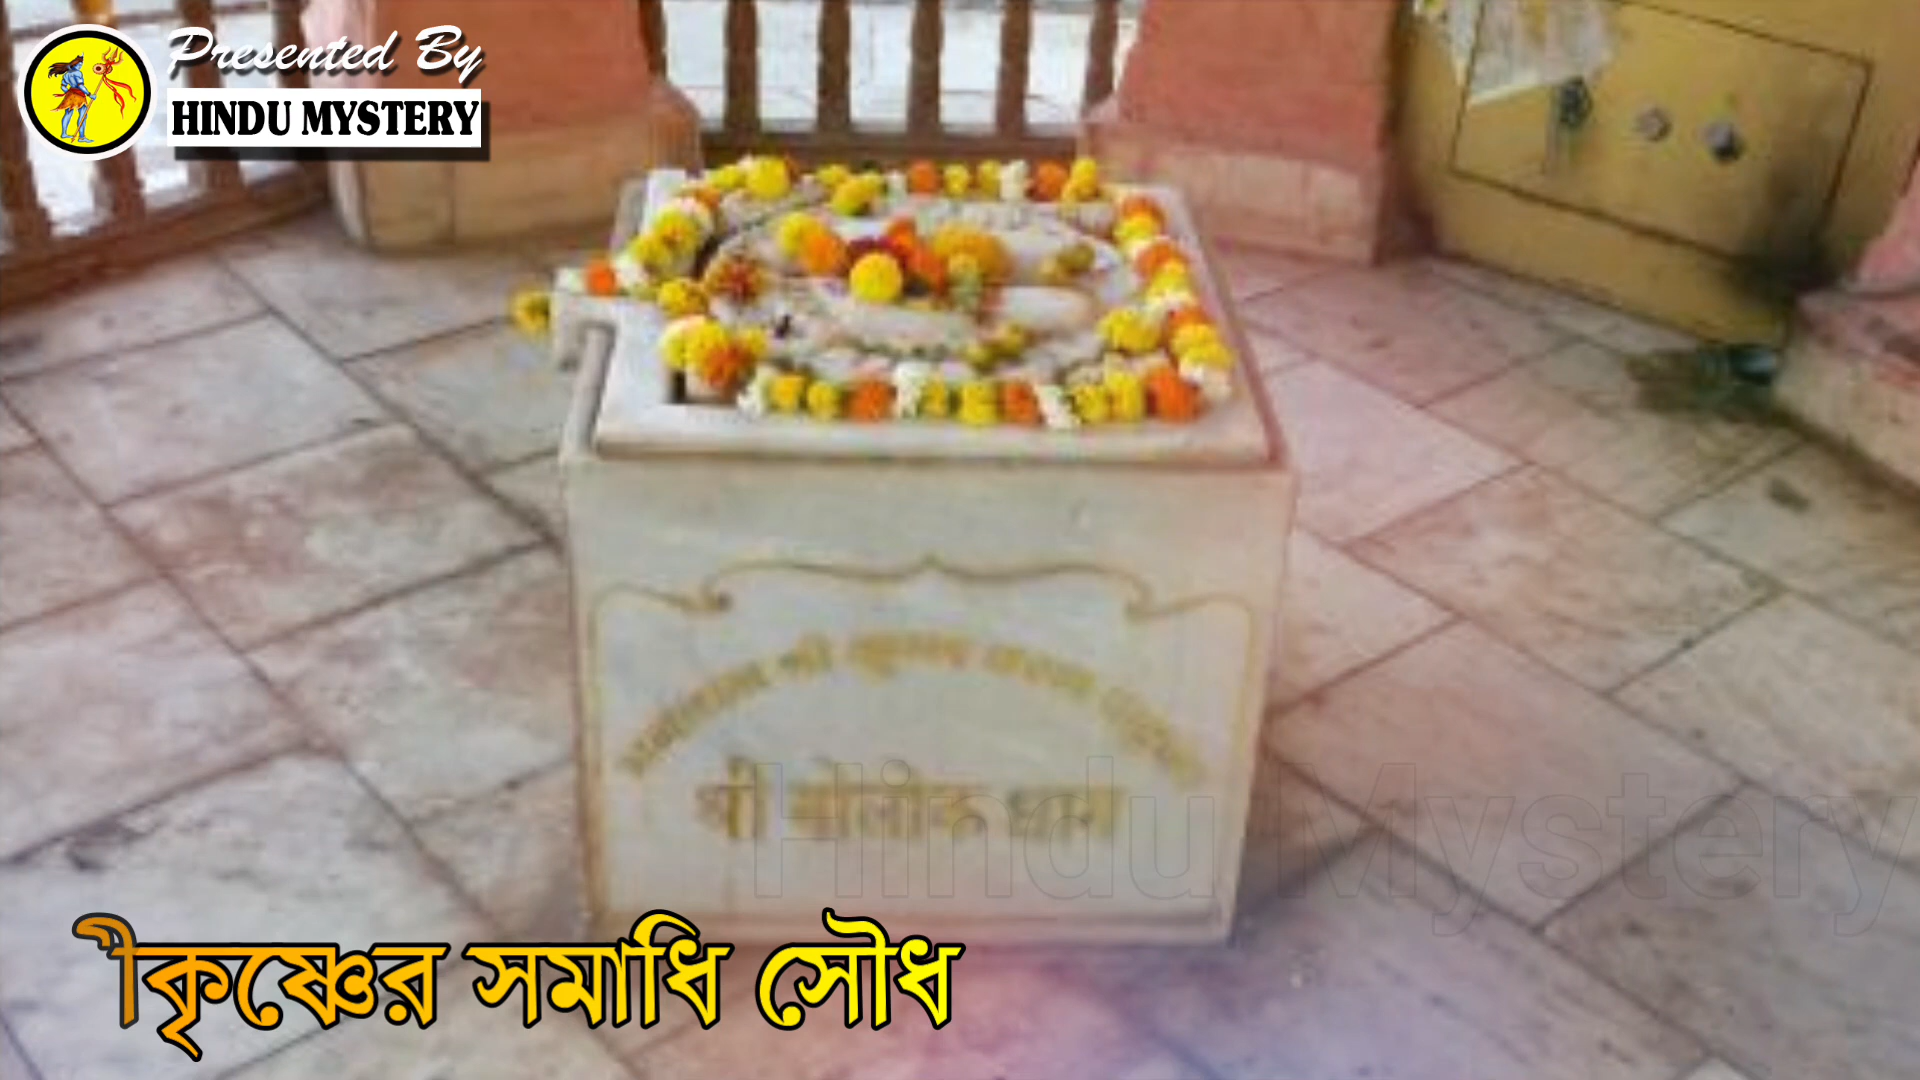 Presented By
HINDU MYSTERY
श्री गोलोक धाम
Hindu Mystery
ীকৃষ্ণের সমাধি সৌধ